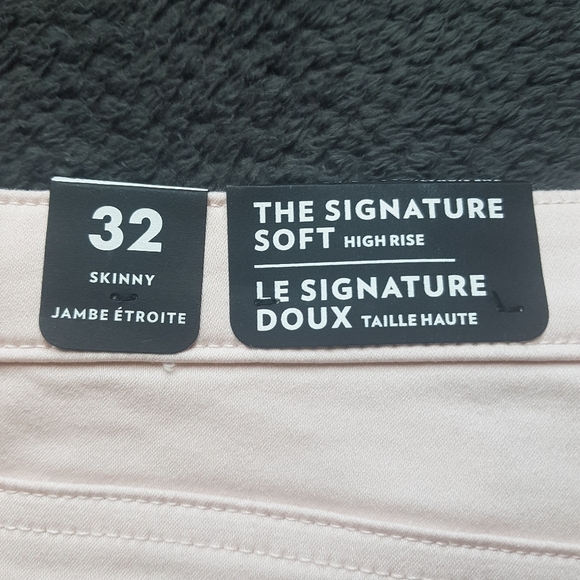 32
SKINNY
JAMBE ÉTROITE
THE SIGNATURE
SOFT HIGH RISE
LE SIGNATURE
DOUX TAILLE HAUTE